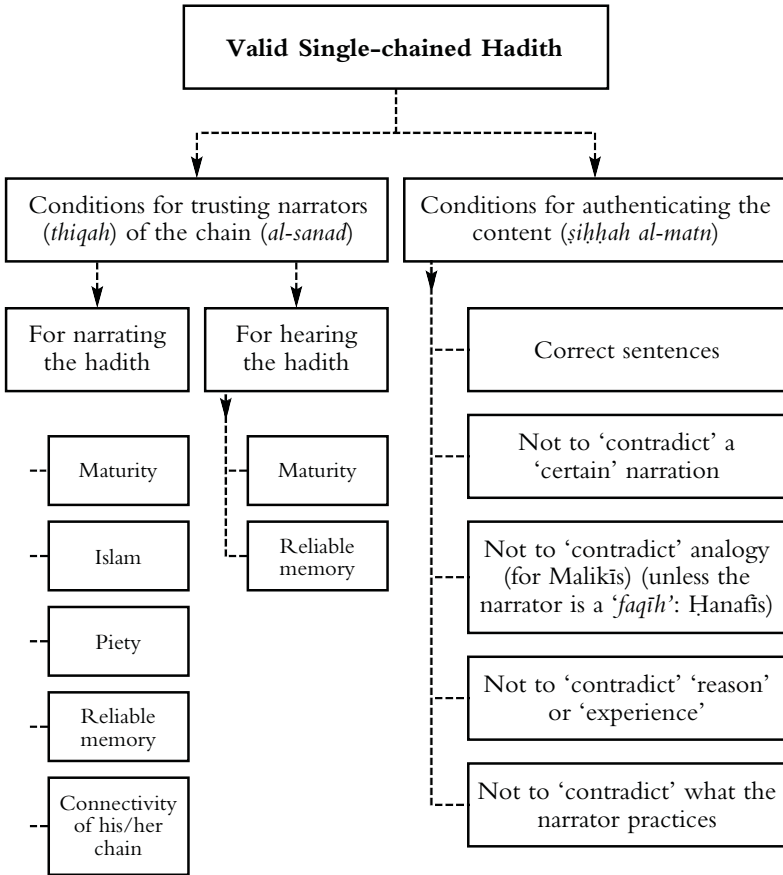 Valid Single-chained Hadith
Conditions for trusting narrators
(thiqah) of the chain (al-sanad)
Conditions for authenticating the
content (ṣiḥḥah al-matn)
For narrating
the hadith
For hearing
the hadith
Maturity
Islam
Piety
Reliable
memory
Connectivity
of his/her
chain
Maturity
Reliable
memory
Correct sentences
Not to ‘contradict’ a
‘certain’ narration
Not to ‘contradict’ analogy
(for Malikīs) (unless the
narrator is a ‘faqīh’: Ḥanafīs)
Not to ‘contradict’ ‘reason’
or ‘experience’
Not to ‘contradict’ what the
narrator practices